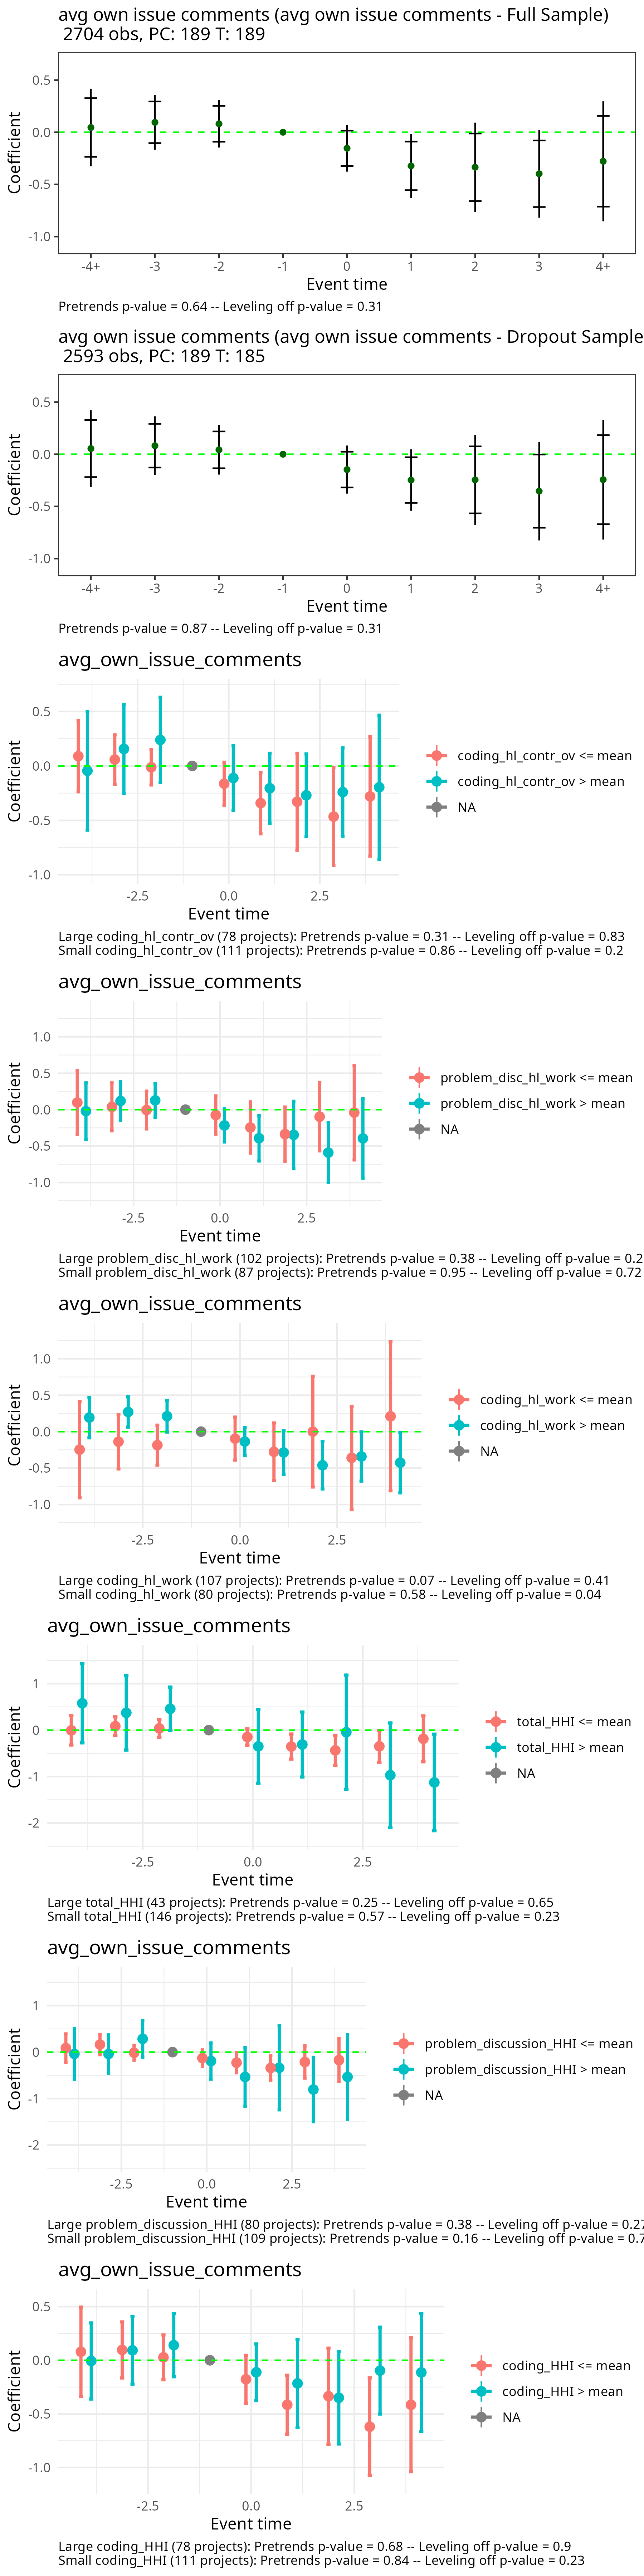 avg own issue comments (avg own issue comments - Full Sample)
2704 obs, PC: 189 T: 189
0.5
0.0
-0.5
-1.0
Coefficient
-4+ -3 -2 -1 0 1 2 3 4+
Event time
Pretrends p-value = 0.64 -- Leveling off p-value = 0.31
avg own issue comments (avg own issue comments - Dropout Sample
2593 obs, PC: 189 T: 185
0.5
0.0
-0.5
-1.0
Coefficient
-4+ -3 -2 -1 0 1 2 3 4+
Event time
Pretrends p-value = 0.87 -- Leveling off p-value = 0.31
avg_own_issue_comments
0.5
0.0
-0.5
-1.0
Coefficient
-2.5 0.0 2.5
Event time
coding_hl_contr_ov <= mean
coding_hl_contr_ov > mean
NA
Large coding_hl_contr_ov (78 projects): Pretrends p-value = 0.31 -- Leveling off p-value = 0.83
Small coding_hl_contr_ov (111 projects): Pretrends p-value = 0.86 -- Leveling off p-value = 0.2
avg_own_issue_comments
1.0
0.5
0.0
-0.5
-1.0
Coefficient
-2.5 0.0 2.5
Event time
problem_disc_hl_work <= mean
problem_disc_hl_work > mean
NA
Large problem_disc_hl_work (102 projects): Pretrends p-value = 0.38 -- Leveling off p-value = 0.2
Small problem_disc_hl_work (87 projects): Pretrends p-value = 0.95 -- Leveling off p-value = 0.72
avg_own_issue_comments
1.0
0.5
0.0
-0.5
-1.0
Coefficient
-2.5 0.0 2.5
Event time
coding_hl_work <= mean
coding_hl_work > mean
NA
Large coding_hl_work (107 projects): Pretrends p-value = 0.07 -- Leveling off p-value = 0.41
Small coding_hl_work (80 projects): Pretrends p-value = 0.58 -- Leveling off p-value = 0.04
avg_own_issue_comments
1
0
-1
-2
Coefficient
-2.5 0.0 2.5
Event time
total_HHI <= mean
total_HHI > mean
NA
Large total_HHI (43 projects): Pretrends p-value = 0.25 -- Leveling off p-value = 0.65
Small total_HHI (146 projects): Pretrends p-value = 0.57 -- Leveling off p-value = 0.23
avg_own_issue_comments
1
0
-1
-2
Coefficient
-2.5 0.0 2.5
Event time
problem_discussion_HHI <= mean
problem_discussion_HHI > mean
NA
Large problem_discussion_HHI (80 projects): Pretrends p-value = 0.38 -- Leveling off p-value = 0.27
Small problem_discussion_HHI (109 projects): Pretrends p-value = 0.16 -- Leveling off p-value = 0.7
avg_own_issue_comments
0.5
0.0
-0.5
-1.0
Coefficient
-2.5 0.0 2.5
Event time
coding_HHI <= mean
coding_HHI > mean
NA
Large coding_HHI (78 projects): Pretrends p-value = 0.68 -- Leveling off p-value = 0.9
Small coding_HHI (111 projects): Pretrends p-value = 0.84 -- Leveling off p-value = 0.23